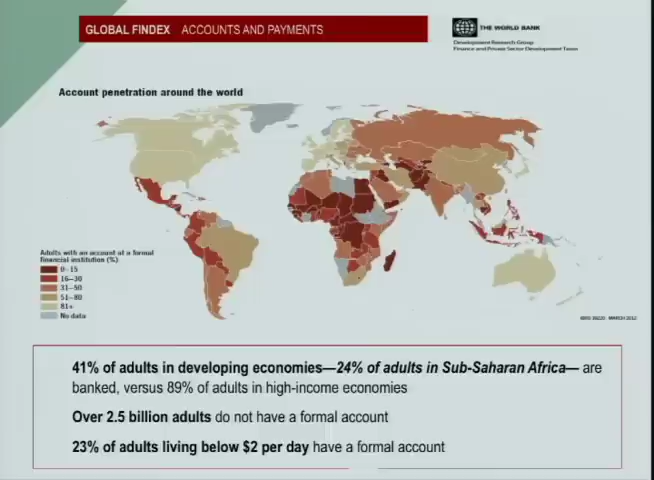 GLOBAL FINDEX ACCOUNTS AND PAYMENTS
THE WORLD BANK
Development Research Group
Finance and Private Sector Development Team
Account penetration around the world
Adults with an account at a formal
financial institution (%)
0–15
16–30
31–50
51–80
81+
No data
MARCH 2012
41% of adults in developing economies—24% of adults in Sub-Saharan Africa— are
banked, versus 89% of adults in high-income economies
Over 2.5 billion adults do not have a formal account
23% of adults living below $2 per day have a formal account